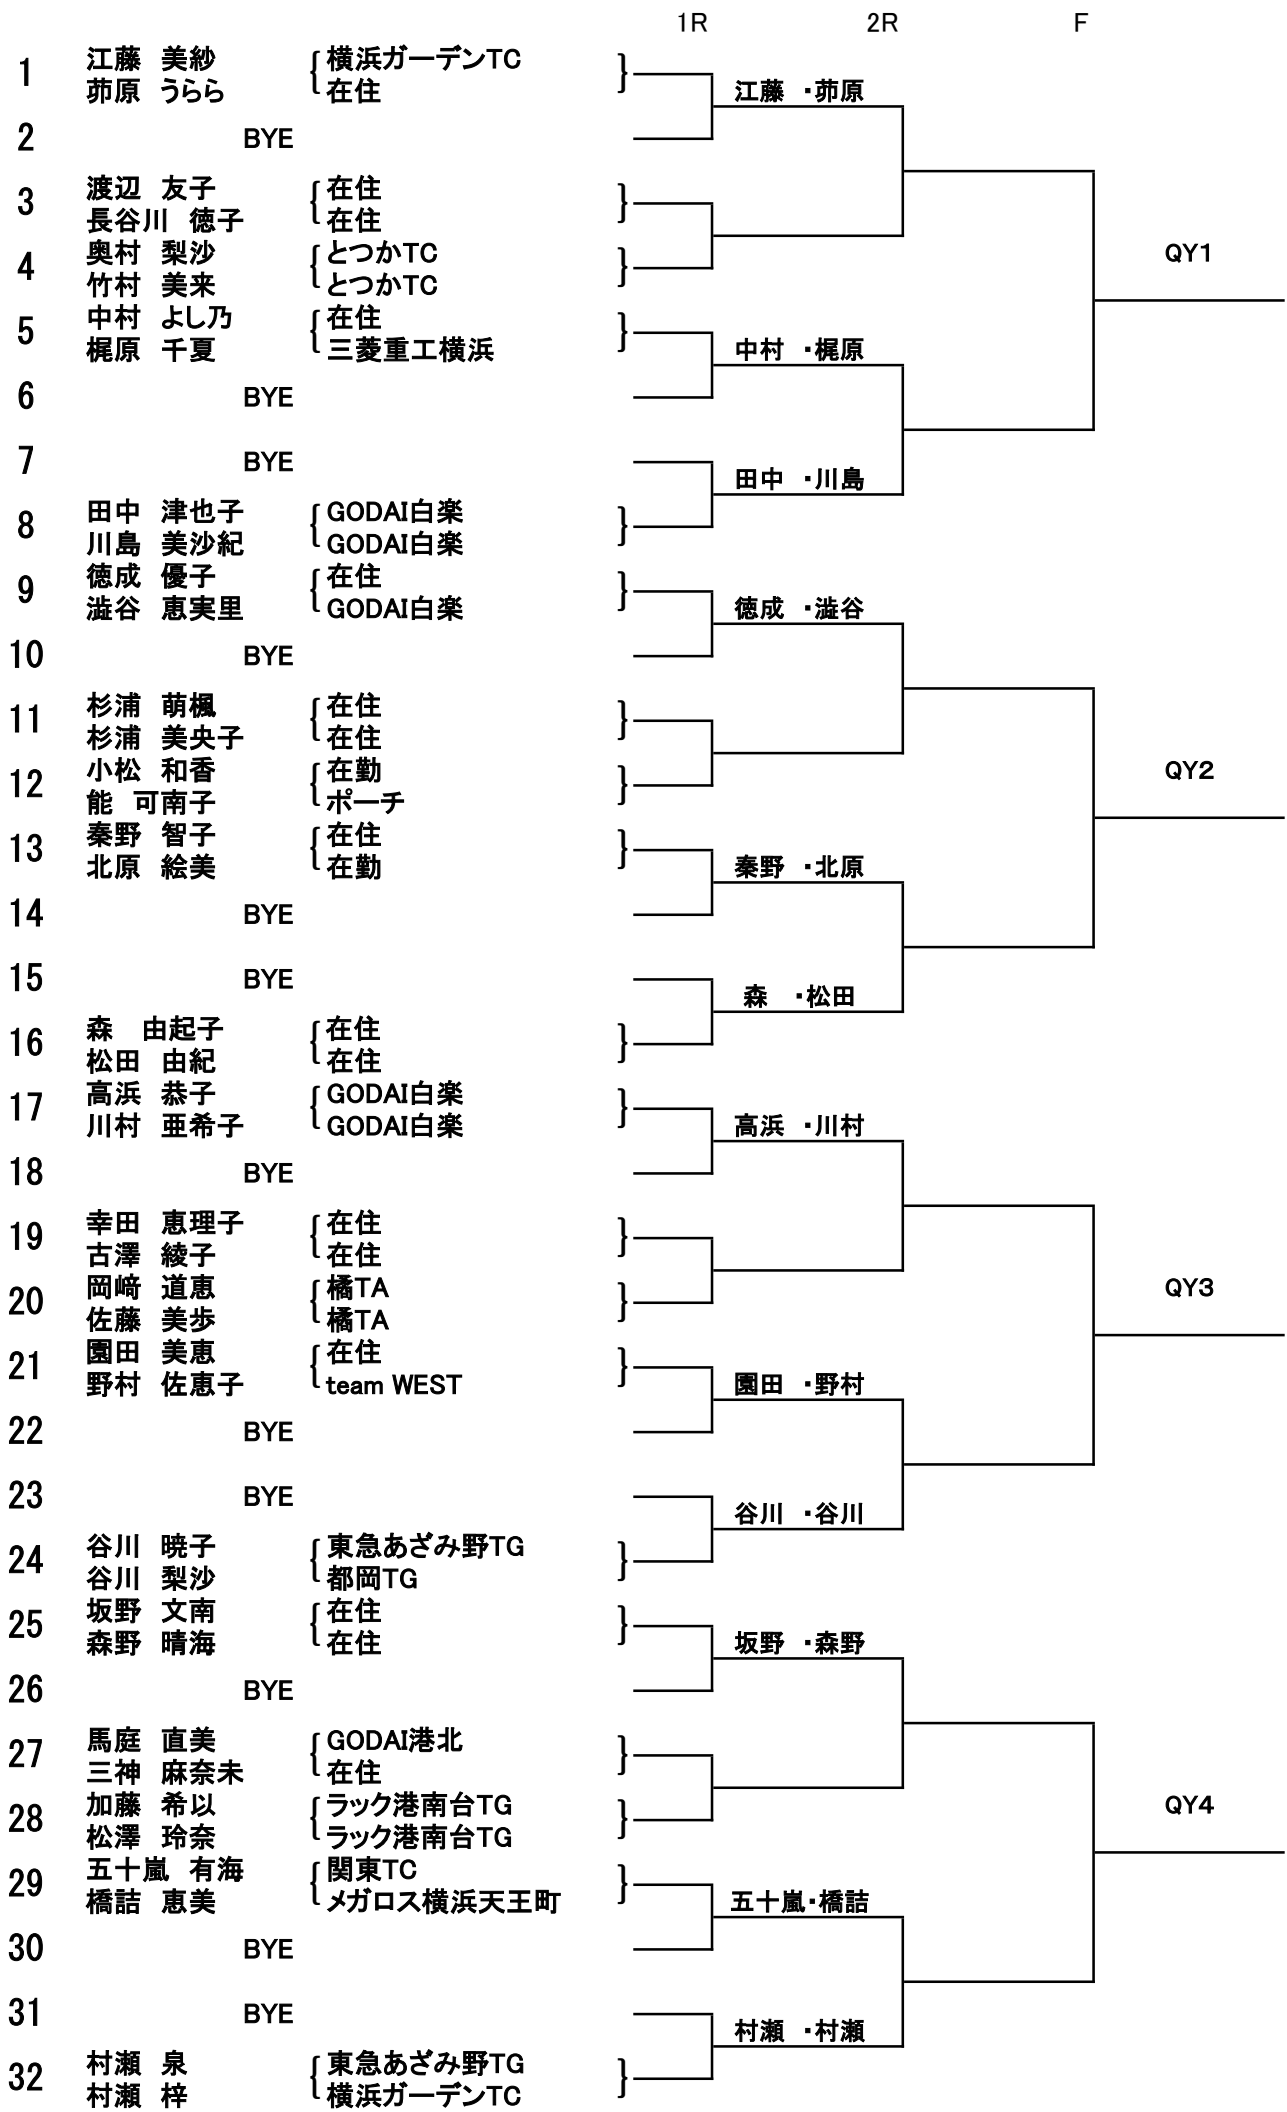 1R 2R F
1 江藤 美紗 横浜ガーデンTC
茆原 うらら 在住
江藤 ・茆原
2 BYE
3 渡辺 友子 在住
長谷川 徳子 在住
4 奥村 梨沙 とつかTC
竹村 美来 とつかTC
QY1
5 中村 よし乃 在住
梶原 千夏 三菱重工横浜
中村 ・梶原
6 BYE
7 BYE
田中 ・川島
8 田中 津也子 GODAI白楽
川島 美沙紀 GODAI白楽
9 徳成 優子 在住
澁谷 恵実里 GODAI白楽
徳成 ・澁谷
10 BYE
11 杉浦 萌楓 在住
杉浦 美央子 在住
12 小松 和香 在勤
能 可南子 ポーチ
QY2
13 秦野 智子 在住
北原 絵美 在勤
秦野 ・北原
14 BYE
15 BYE
森 ・松田
16 森 由起子 在住
松田 由紀 在住
17 高浜 恭子 GODAI白楽
川村 亜希子 GODAI白楽
高浜 ・川村
18 BYE
19 幸田 恵理子 在住
古澤 綾子 在住
20 岡﨑 道恵 橘TA
佐藤 美歩 橘TA
QY3
21 園田 美恵 在住
野村 佐恵子 team WEST
園田 ・野村
22 BYE
23 BYE
谷川 ・谷川
24 谷川 暁子 東急あざみ野TG
谷川 梨沙 都岡TG
25 坂野 文南 在住
森野 晴海 在住
坂野 ・森野
26 BYE
27 馬庭 直美 GODAI港北
三神 麻奈未 在住
28 加藤 希以 ラック港南台TG
松澤 玲奈 ラック港南台TG
QY4
29 五十嵐 有海 関東TC
橋詰 恵美 メガロス横浜天王町
五十嵐・橋詰
30 BYE
31 BYE
村瀬 ・村瀬
32 村瀬 泉 東急あざみ野TG
村瀬 梓 横浜ガーデンTC